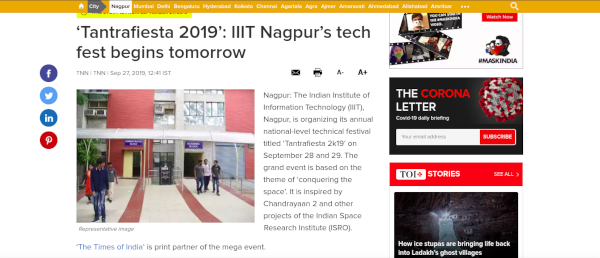 City Nagpur Mumbai Delhi Bengaluru Hyderabad Kolkata Chennai Agartala Agra Ajmer Amaravati Ahmedabad Allahabad Amritsar
‘Tantrafiesta 2019’: IIIT Nagpur’s tech
fest begins tomorrow
TNN | TNN | Sep 27, 2019, 12:41 IST
A- A+
Nagpur: The Indian Institute of
Information Technology (IIIT),
Nagpur, is organizing its annual
national-level technical festival
titled ‘Tantrafiesta 2k19’ on
September 28 and 29. The
grand event is based on the
theme of ‘conquering the
space’. It is inspired by
Chandrayaan 2 and other
projects of the Indian Space
Research Institute (ISRO).
Representative image
‘The Times of India’ is print partner of the mega event.
Watch Now
#MASKINDIA
THE CORONA
LETTER
Covid-19 daily briefing
Your email address
SUBSCRIBE
TOI STORIES
SEE ALL >
How ice stupas are bringing life back
into Ladakh's ghost villages